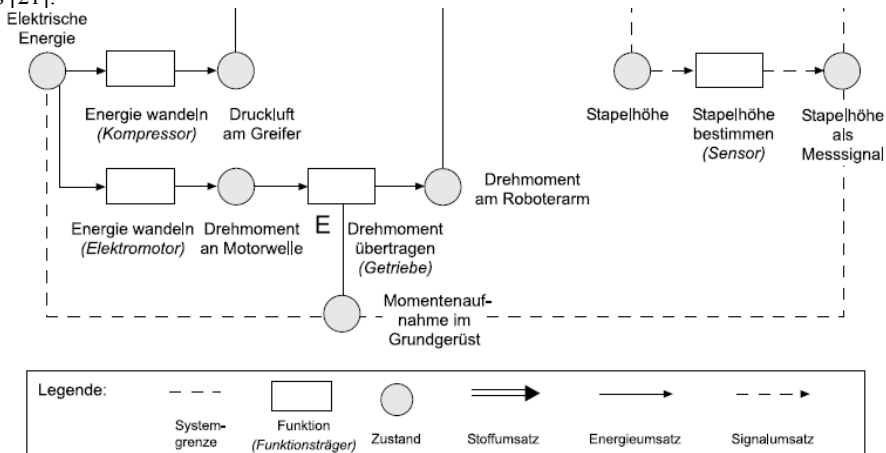 [21].
Elektrische
Energie
Energie wandeln
(Kompressor)
Druckluft
am Greifer
Stapelhöhe
Stapelhöhe
bestimmen
(Sensor)
Stapelhöhe
als
Messsignal
Drehmoment
am Roboterarm
Energie wandeln
(Elektromotor)
Drehmoment
an Motorwelle
E
Drehmoment
übertragen
(Getriebe)
Momentenauf-
nahme im
Grundgerüst
Legende:
System-
grenze
Funktion
(Funktionsträger)
Zustand
Stoffumsatz
Energieumsatz
Signalumsatz